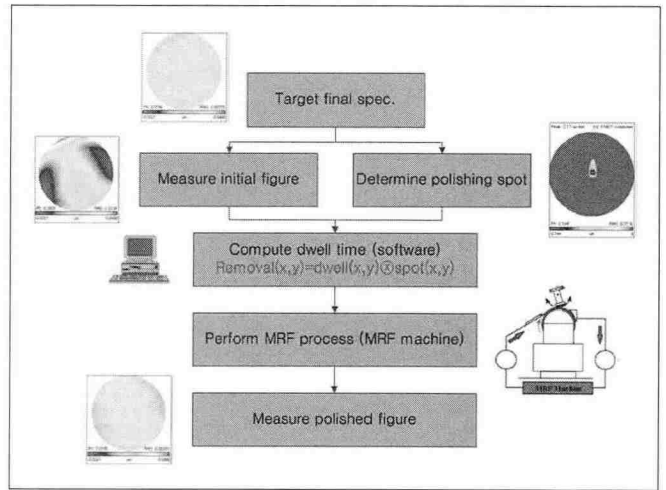 Target final spec.
Measure initial figure
Determine polishing spot
Compute dwell time (software)
Removal(x,y)=dwell(x,y)⊗spot(x,y)
Perform MRF process (MRF machine)
MRF Machine
Measure polished figure